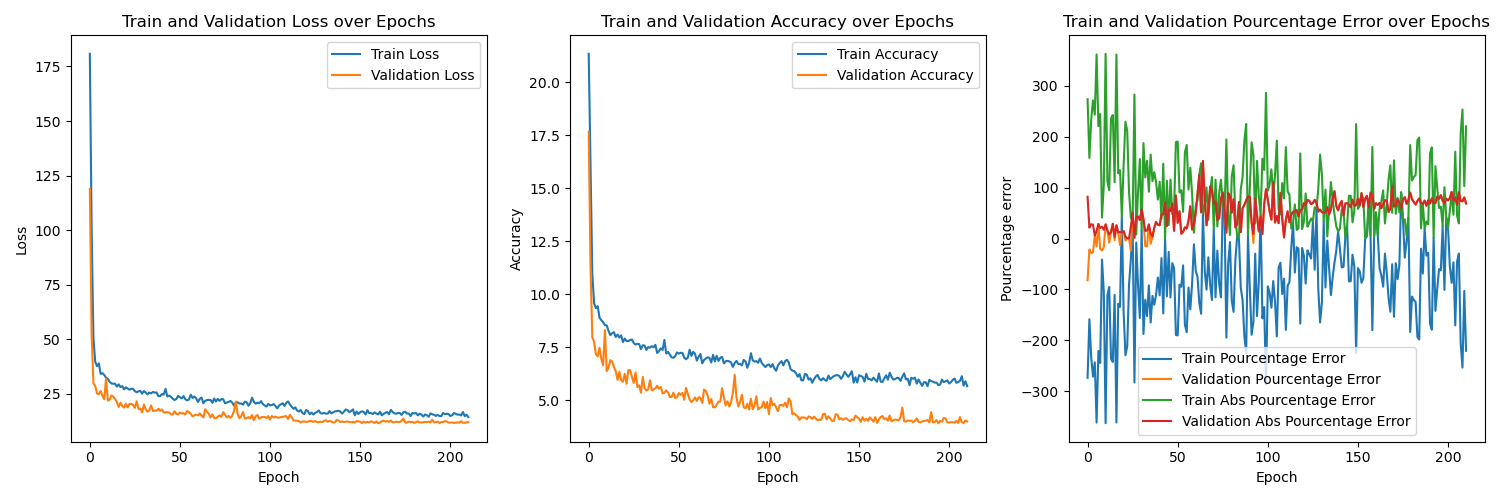 Train and Validation Loss over Epochs
Train Loss
Validation Loss
175
150
125
100
75
50
25
Loss
0
50
100
150
200
Epoch
Train and Validation Accuracy over Epochs
Train Accuracy
Validation Accuracy
20.0
17.5
15.0
12.5
10.0
7.5
5.0
Accuracy
0
50
100
150
200
Epoch
Train and Validation Pourcentage Error over Epochs
300
200
100
0
−100
−200
−300
Pourcentage error
Train Pourcentage Error
Validation Pourcentage Error
Train Abs Pourcentage Error
Validation Abs Pourcentage Error
0
50
100
150
200
Epoch